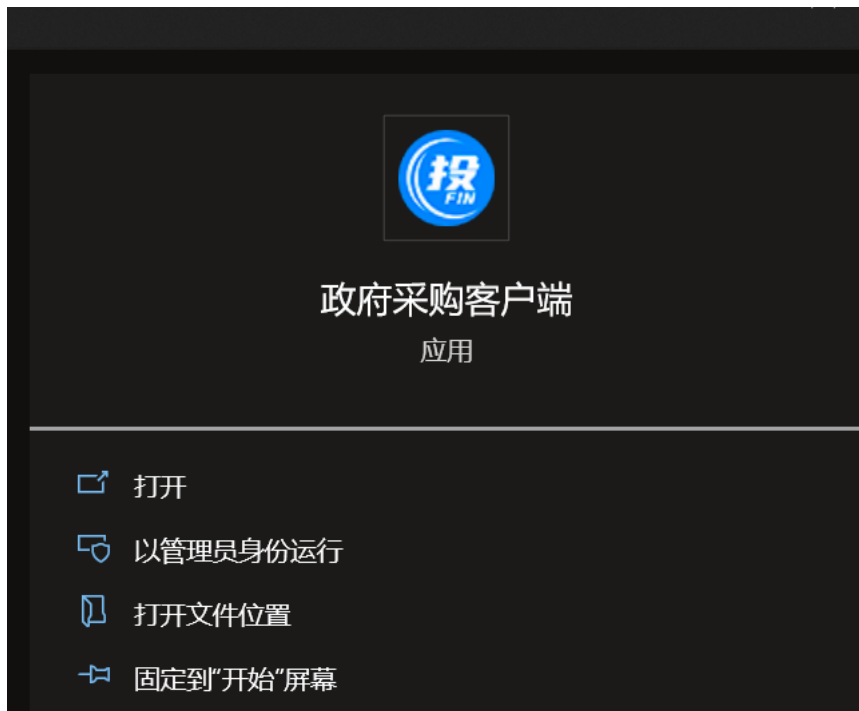 投
FIN
政府采购客户端
应用
打开
以管理员身份运行
打开文件位置
固定到“开始”屏幕